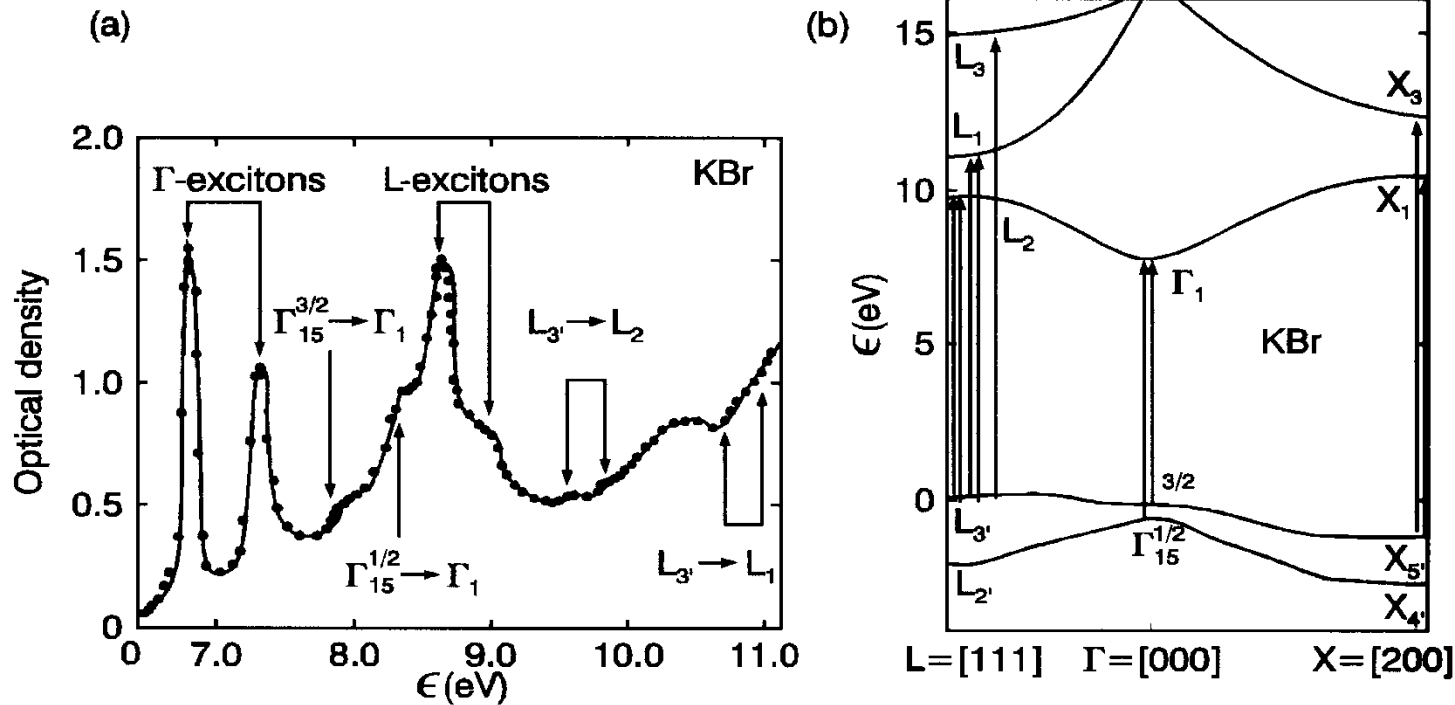 (a)
2.0
1.5
1.0
0.5
0
Optical density
Γ-excitons
L-excitons
KBr
Γ₁₅^3/2 → Γ₁
L₃' → L₂
Γ₁₅^1/2 → Γ₁
L₃' → L₁
0 7.0 8.0 9.0 10.0 11.0
ϵ(eV)
(b)
15
10
5
0
ϵ(eV)
L₃
L₁
L₂
L₃'
L₂'
Γ₁
KBr
3/2
Γ₁₅^1/2
X₃
X₁
X₅'
X₄'
L=[111] Γ=[000] X=[200]